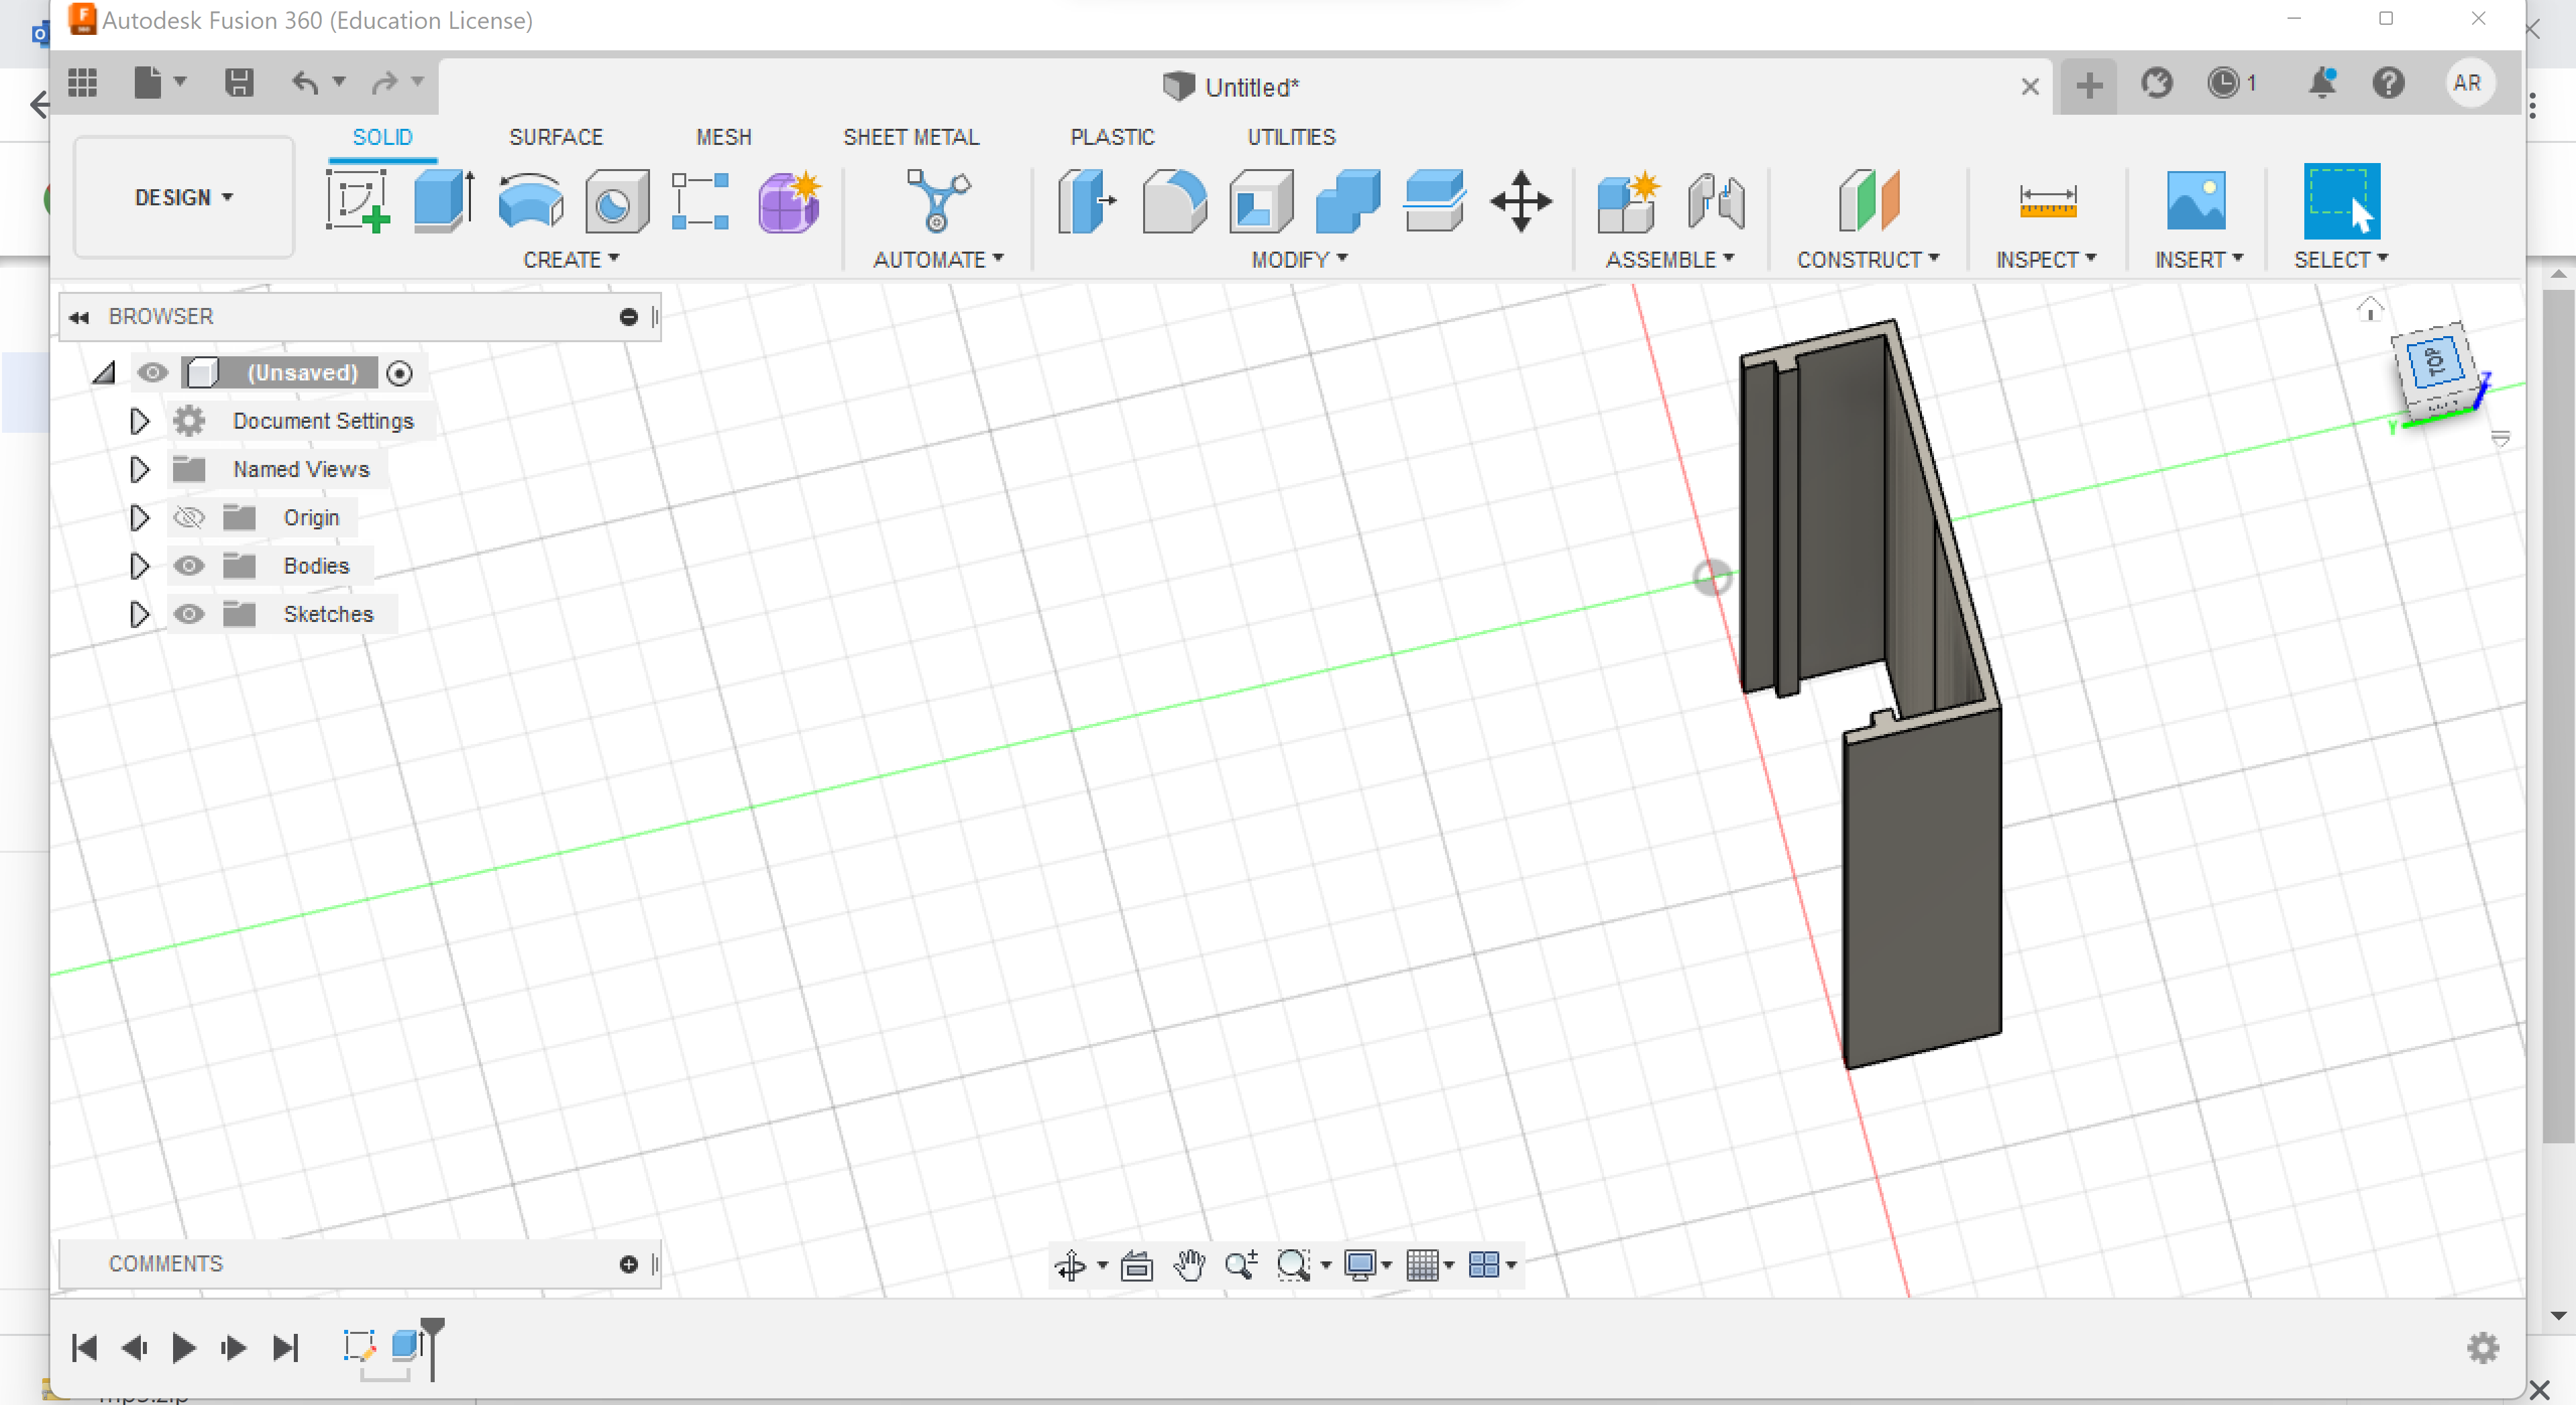 Autodesk Fusion 360 (Education License)
Untitled*
1
AR
SOLID
SURFACE
MESH
SHEET METAL
PLASTIC
UTILITIES
DESIGN
CREATE
AUTOMATE
MODIFY
ASSEMBLE
CONSTRUCT
INSPECT
INSERT
SELECT
BROWSER
(Unsaved)
Document Settings
Named Views
Origin
Bodies
Sketches
TOP
Z
Y
COMMENTS